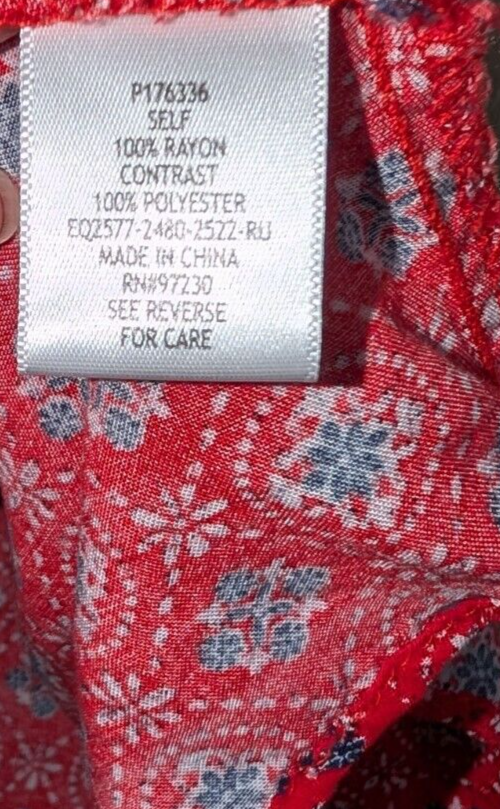 P176336
SELF
100% RAYON
CONTRAST
100% POLYESTER
EQ2577-2480-2522-RU
MADE IN CHINA
RN#97230
SEE REVERSE
FOR CARE